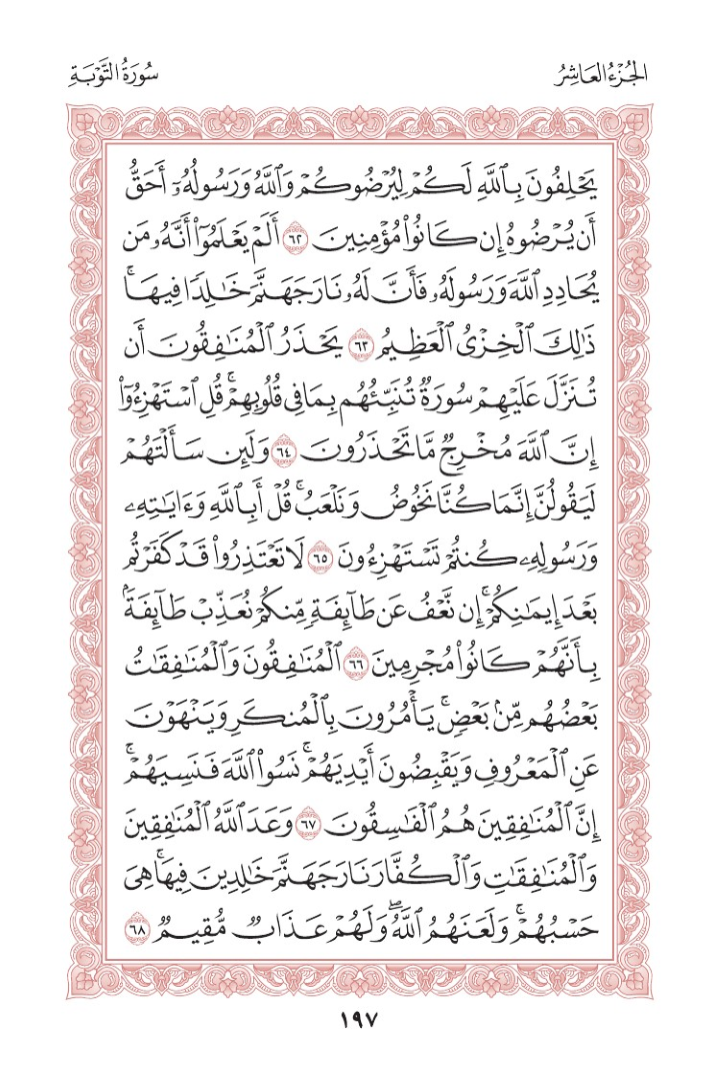 الجُزْءُ العَاشِرُ
سُورَةُ التَّوْبَةِ
يَحۡلِفُونَ بِٱللَّهِ لَكُمۡ لِيُرۡضُوكُمۡ وَٱللَّهُ وَرَسُولُهُۥٓ أَحَقُّ
أَن يُرۡضُوهُ إِن كَانُواْ مُؤۡمِنِينَ ٦٢ أَلَمۡ يَعۡلَمُوٓاْ أَنَّهُۥ مَن
يُحَادِدِ ٱللَّهَ وَرَسُولَهُۥ فَأَنَّ لَهُۥ نَارَ جَهَنَّمَ خَٰلِدٗا فِيهَاۚ
ذَٰلِكَ ٱلۡخِزۡيُ ٱلۡعَظِيمُ ٦٣ يَحۡذَرُ ٱلۡمُنَٰفِقُونَ أَن
تُنَزَّلَ عَلَيۡهِمۡ سُورَةٞ تُنَبِّئُهُم بِمَا فِي قُلُوبِهِمۡۚ قُلِ ٱسۡتَهۡزِءُوٓاْ
إِنَّ ٱللَّهَ مُخۡرِجٞ مَّا تَحۡذَرُونَ ٦٤ وَلَئِن سَأَلۡتَهُمۡ
لَيَقُولُنَّ إِنَّمَا كُنَّا نَخُوضُ وَنَلۡعَبُۚ قُلۡ أَبِٱللَّهِ وَءَايَٰتِهِۦ
وَرَسُولِهِۦ كُنتُمۡ تَسۡتَهۡزِءُونَ ٦٥ لَا تَعۡتَذِرُواْ قَدۡ كَفَرۡتُم
بَعۡدَ إِيمَٰنِكُمۡۚ إِن نَّعۡفُ عَن طَآئِفَةٖ مِّنكُمۡ نُعَذِّبۡ طَآئِفَةَۢ
بِأَنَّهُمۡ كَانُواْ مُجۡرِمِينَ ٦٦ ٱلۡمُنَٰفِقُونَ وَٱلۡمُنَٰفِقَٰتُ
بَعۡضُهُم مِّنۢ بَعۡضٖۚ يَأۡمُرُونَ بِٱلۡمُنكَرِ وَيَنۡهَوۡنَ
عَنِ ٱلۡمَعۡرُوفِ وَيَقۡبِضُونَ أَيۡدِيَهُمۡۚ نَسُواْ ٱللَّهَ فَنَسِيَهُمۡۚ
إِنَّ ٱلۡمُنَٰفِقِينَ هُمُ ٱلۡفَٰسِقُونَ ٦٧ وَعَدَ ٱللَّهُ ٱلۡمُنَٰفِقِينَ
وَٱلۡمُنَٰفِقَٰتِ وَٱلۡكُفَّارَ نَارَ جَهَنَّمَ خَٰلِدِينَ فِيهَاۚ هِيَ
حَسۡبُهُمۡۚ وَلَعَنَهُمُ ٱللَّهُۖ وَلَهُمۡ عَذَابٞ مُّقِيمٞ ٦٨
١٩٧